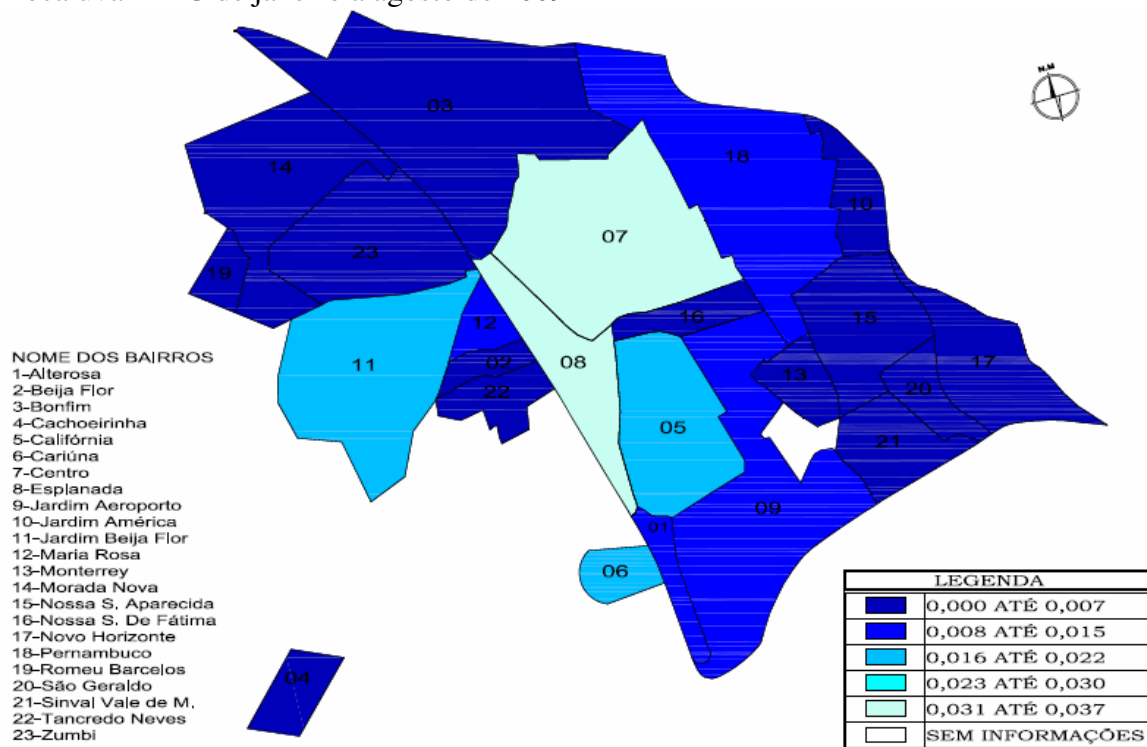 N.M
03
18
14
10
07
23
19
16
15
12
17
11
02
08
13
20
22
05
21
09
01
06
04
NOME DOS BAIRROS
1-Alterosa
2-Beija Flor
3-Bonfim
4-Cachoeirinha
5-Califórnia
6-Cariúna
7-Centro
8-Esplanada
9-Jardim Aeroporto
10-Jardim América
11-Jardim Beija Flor
12-Maria Rosa
13-Monterrey
14-Morada Nova
15-Nossa S. Aparecida
16-Nossa S. De Fátima
17-Novo Horizonte
18-Pernambuco
19-Romeu Barcelos
20-São Geraldo
21-Sinval Vale de M.
22-Tancredo Neves
23-Zumbi
LEGENDA
0,000 ATÉ 0,007
0,008 ATÉ 0,015
0,016 ATÉ 0,022
0,023 ATÉ 0,030
0,031 ATÉ 0,037
SEM INFORMAÇÕES